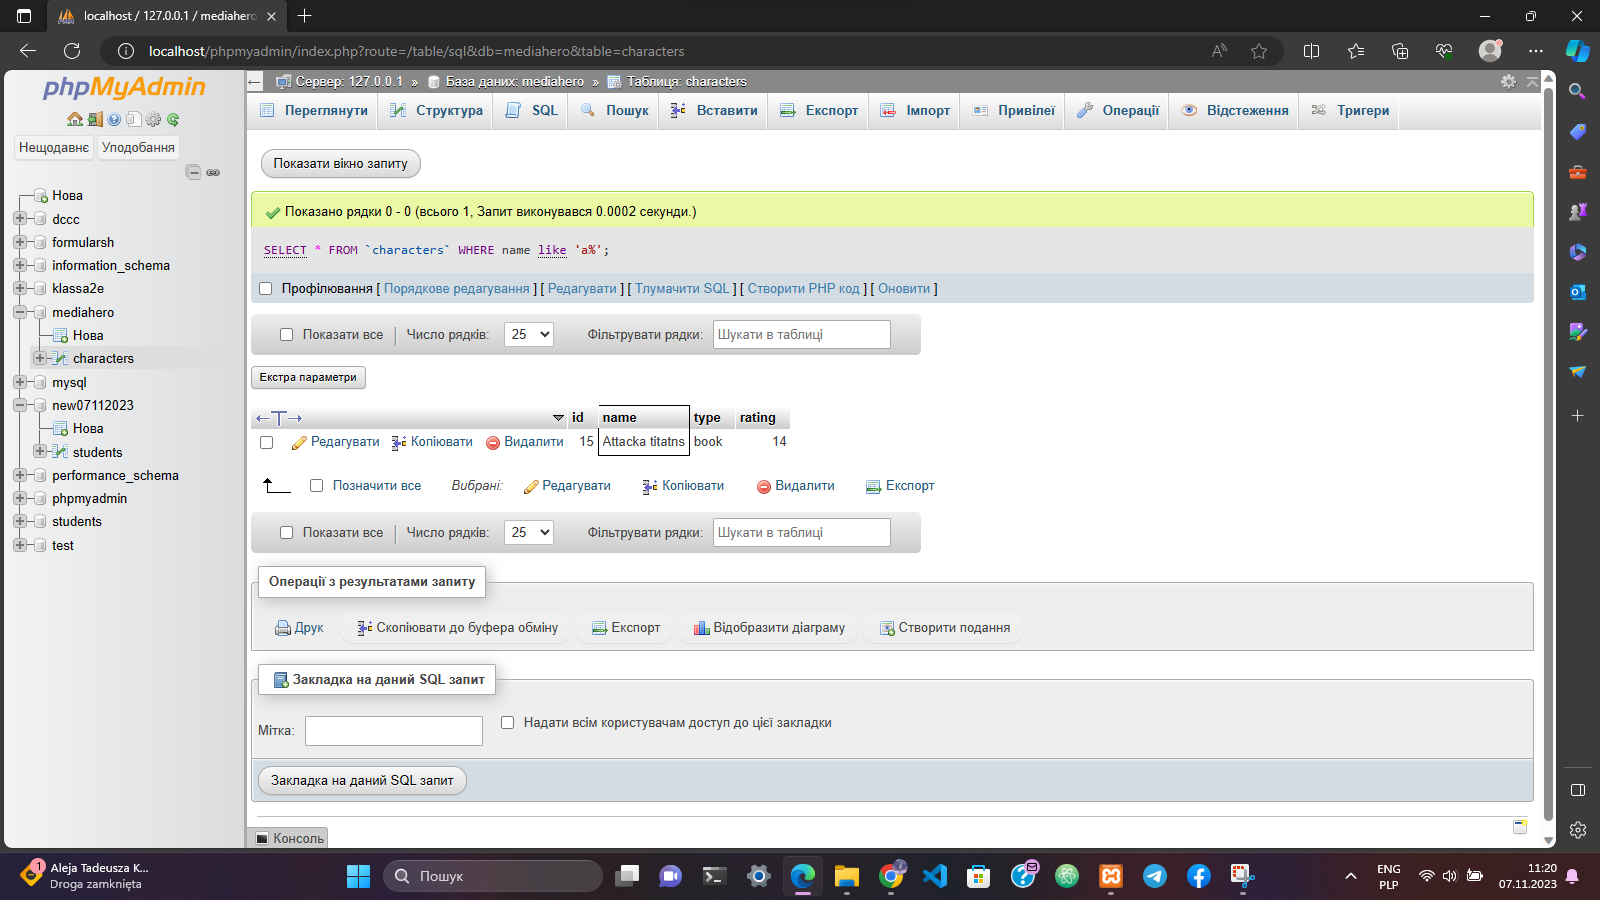 localhost / 127.0.0.1 / mediahero
localhost/phpmyadmin/index.php?route=/table/sql&db=mediahero&table=characters
phpMyAdmin
Нещодавнє
Уподобання
Нова
dccc
formularsh
information_schema
klassa2e
mediahero
Нова
characters
mysql
new07112023
Нова
students
performance_schema
phpmyadmin
students
test
Сервер: 127.0.0.1 » База даних: mediahero » Таблиця: characters
Переглянути Структура SQL Пошук Вставити Експорт Імпорт Привілеї Операції Відстеження Тригери
Показати вікно запиту
Показано рядки 0 - 0 (всього 1, Запит виконувався 0.0002 секунди.)
SELECT * FROM `characters` WHERE name like 'a%';
Профілювання [ Порядкове редагування ] [ Редагувати ] [ Тлумачити SQL ] [ Створити PHP код ] [ Оновити ]
Показати все Число рядків: 25 Фільтрувати рядки: Шукати в таблиці
Екстра параметри
←T→ id name type rating
Редагувати Копіювати Видалити 15 Attacka titatns book 14
Позначити все Вибрані: Редагувати Копіювати Видалити Експорт
Показати все Число рядків: 25 Фільтрувати рядки: Шукати в таблиці
Операції з результатами запиту
Друк Скопіювати до буфера обміну Експорт Відобразити діаграму Створити подання
Закладка на даний SQL запит
Мітка: Надати всім користувачам доступ до цієї закладки
Закладка на даний SQL запит
Консоль
1
Aleja Tadeusza K...
Droga zamknięta
Пошук
ENG
PLP
11:20
07.11.2023